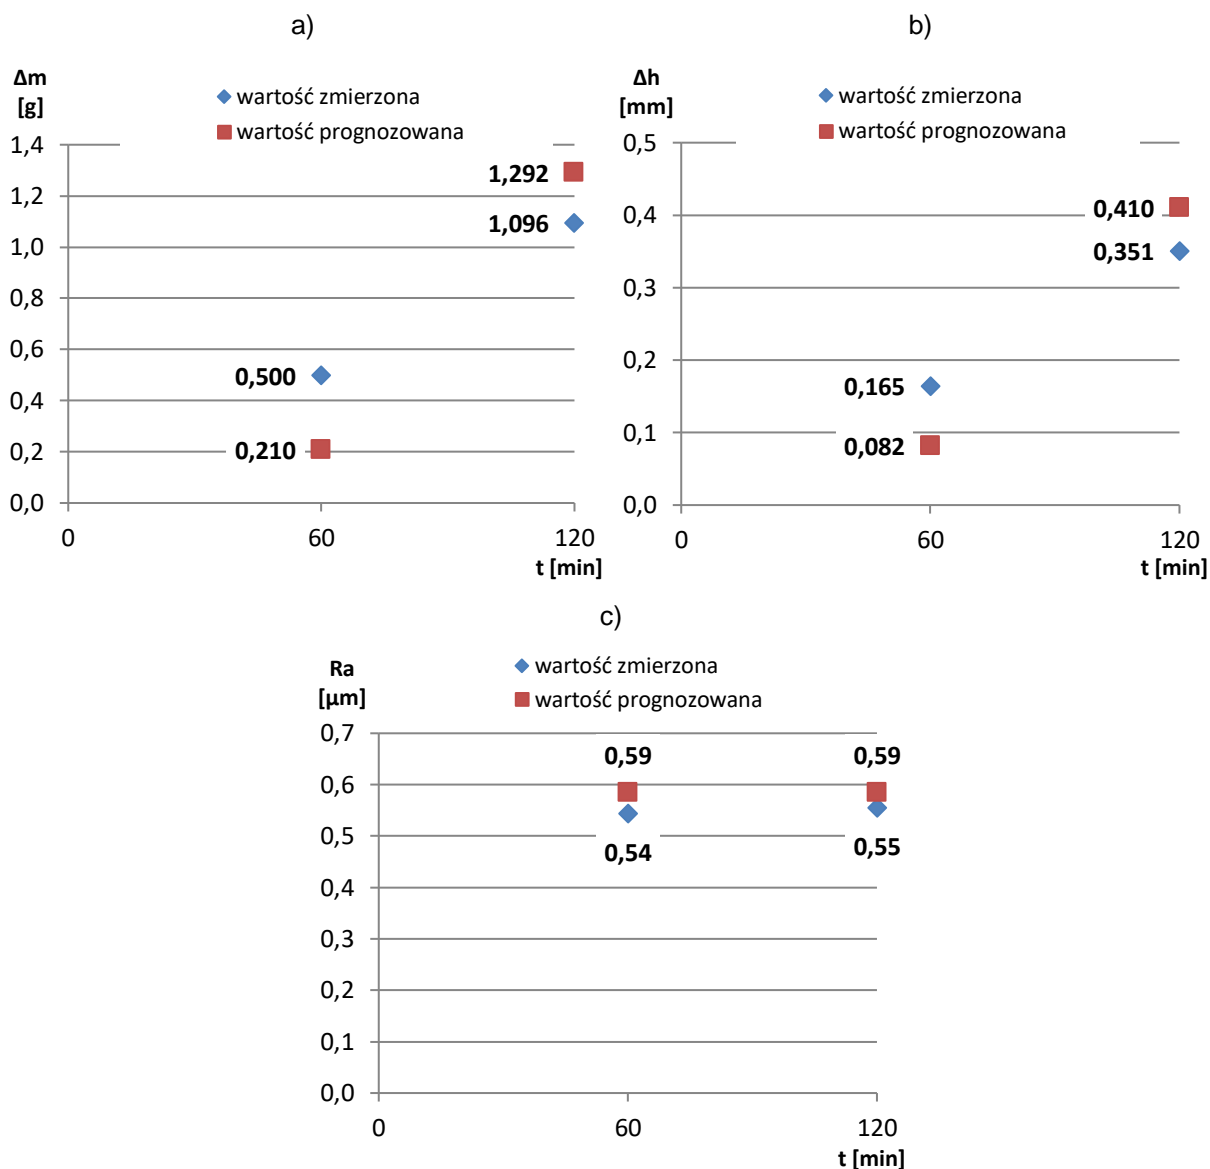 a)
Δm
[g]
wartość zmierzona
wartość prognozowana
1,4
1,2
1,0
0,8
0,6
0,4
0,2
0,0
1,292
1,096
0,500
0,210
0
60
120
t [min]
b)
Δh
[mm]
wartość zmierzona
wartość prognozowana
0,5
0,4
0,3
0,2
0,1
0,0
0,410
0,351
0,165
0,082
0
60
120
t [min]
c)
Ra
[µm]
wartość zmierzona
wartość prognozowana
0,7
0,6
0,5
0,4
0,3
0,2
0,1
0,0
0,59
0,59
0,54
0,55
0
60
120
t [min]